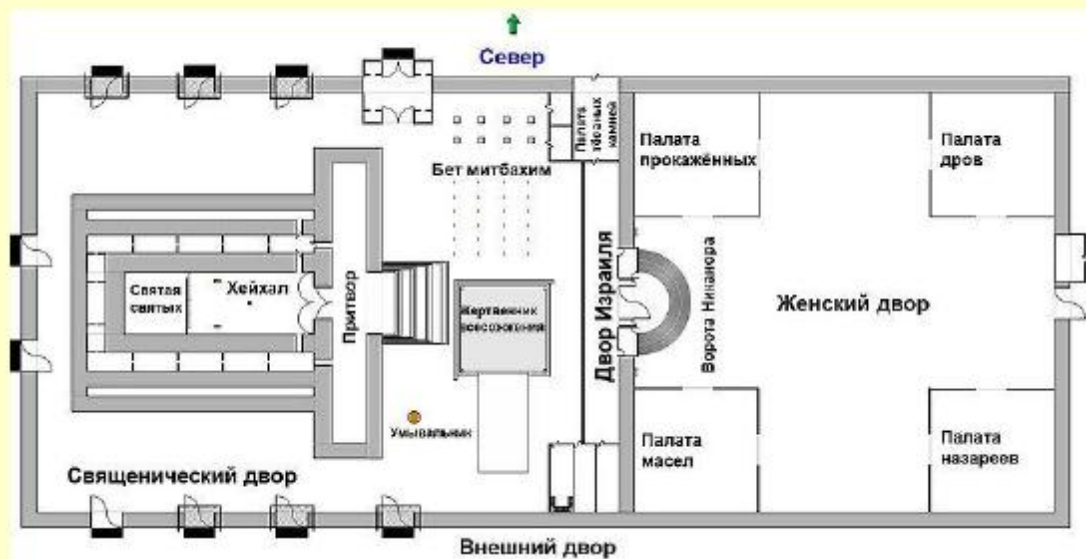 Север
Палата
тёсаных
камней
Палата
прокажённых
Палата
дров
Бет митбахим
Святая
святых
Хейхал
Притвор
Жертвенник
всесожжения
Двор Израиля
Ворота Никанора
Женский двор
Умывальник
Палата
масел
Палата
назареев
Священический двор
Внешний двор